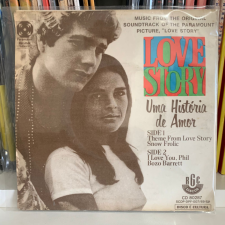 MUSIC FROM THE ORIGINAL
SOUNDTRACK OF THE PARAMOUNT
PICTURE, "LOVE STORY"
LOVE
STORY
Uma História
de Amor
SIDE 1
Theme From Love Story
Snow Frolic
SIDE 2
I Love You, Phil
Bozo Barrett
RGE